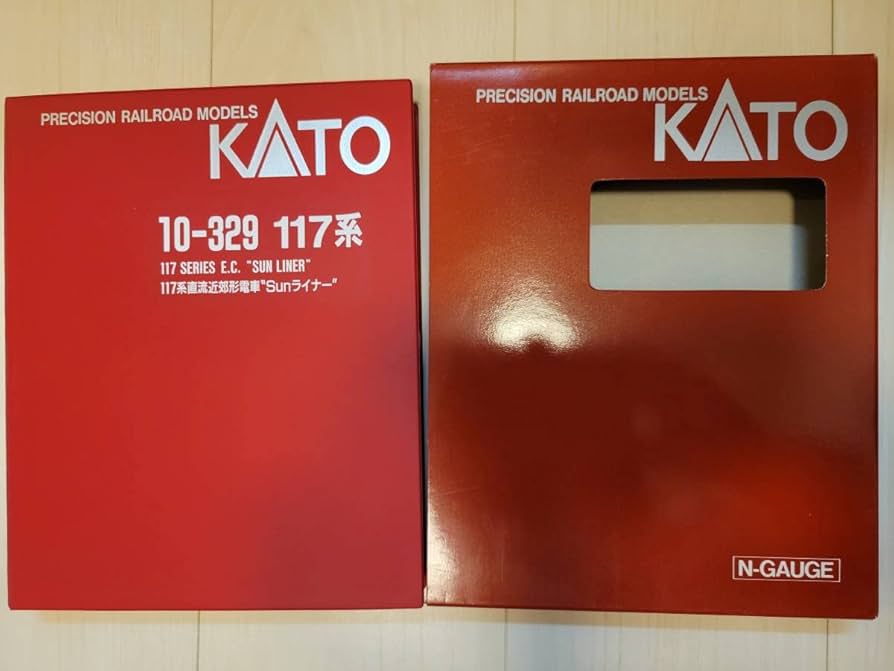 PRECISION RAILROAD MODELS
KATO
10-329 117系
117 SERIES E.C. "SUN LINER"
117系直流近郊形電車"Sunライナー"
PRECISION RAILROAD MODELS
KATO
N-GAUGE